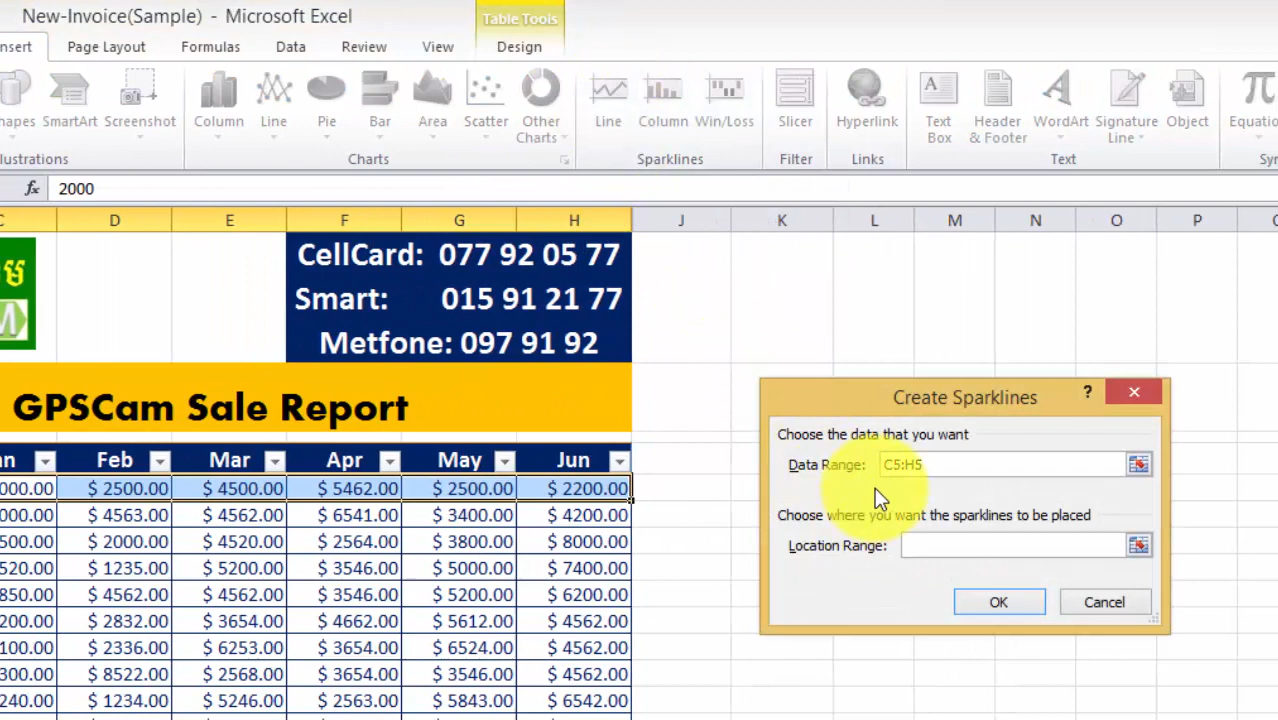 New-Invoice(Sample) - Microsoft Excel
Table Tools
nsert Page Layout Formulas Data Review View Design
hapes SmartArt Screenshot Column Line Pie Bar Area Scatter Other Charts Line Column Win/Loss Slicer Hyperlink Text Box Header & Footer WordArt Signature Line Object Equatio
lustrations Charts Sparklines Filter Links Text Sy
fx 2000
C D E F G H J K L M N O P
CellCard: 077 92 05 77
Smart: 015 91 21 77
Metfone: 097 91 92
M
GPSCam Sale Report
n Feb Mar Apr May Jun
000.00 $ 2500.00 $ 4500.00 $ 5462.00 $ 2500.00 $ 2200.00
000.00 $ 4563.00 $ 4562.00 $ 6541.00 $ 3400.00 $ 4200.00
500.00 $ 2000.00 $ 4520.00 $ 2564.00 $ 3800.00 $ 8000.00
520.00 $ 1235.00 $ 5200.00 $ 3546.00 $ 5000.00 $ 7400.00
850.00 $ 4562.00 $ 4562.00 $ 3546.00 $ 5200.00 $ 6200.00
200.00 $ 2832.00 $ 3654.00 $ 4662.00 $ 5612.00 $ 4562.00
100.00 $ 2336.00 $ 6253.00 $ 3654.00 $ 6524.00 $ 4562.00
300.00 $ 8522.00 $ 2568.00 $ 3654.00 $ 3546.00 $ 4562.00
240.00 $ 1234.00 $ 5246.00 $ 2563.00 $ 5843.00 $ 6542.00
Create Sparklines ?
Choose the data that you want
Data Range: C5:H5
Choose where you want the sparklines to be placed
Location Range:
OK Cancel